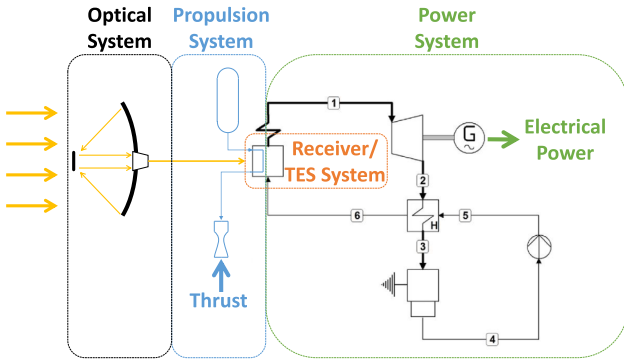 Optical
System
Propulsion
System
Power
System
1
G
Electrical
Power
Receiver/
TES System
2
6
5
H
3
Thrust
4